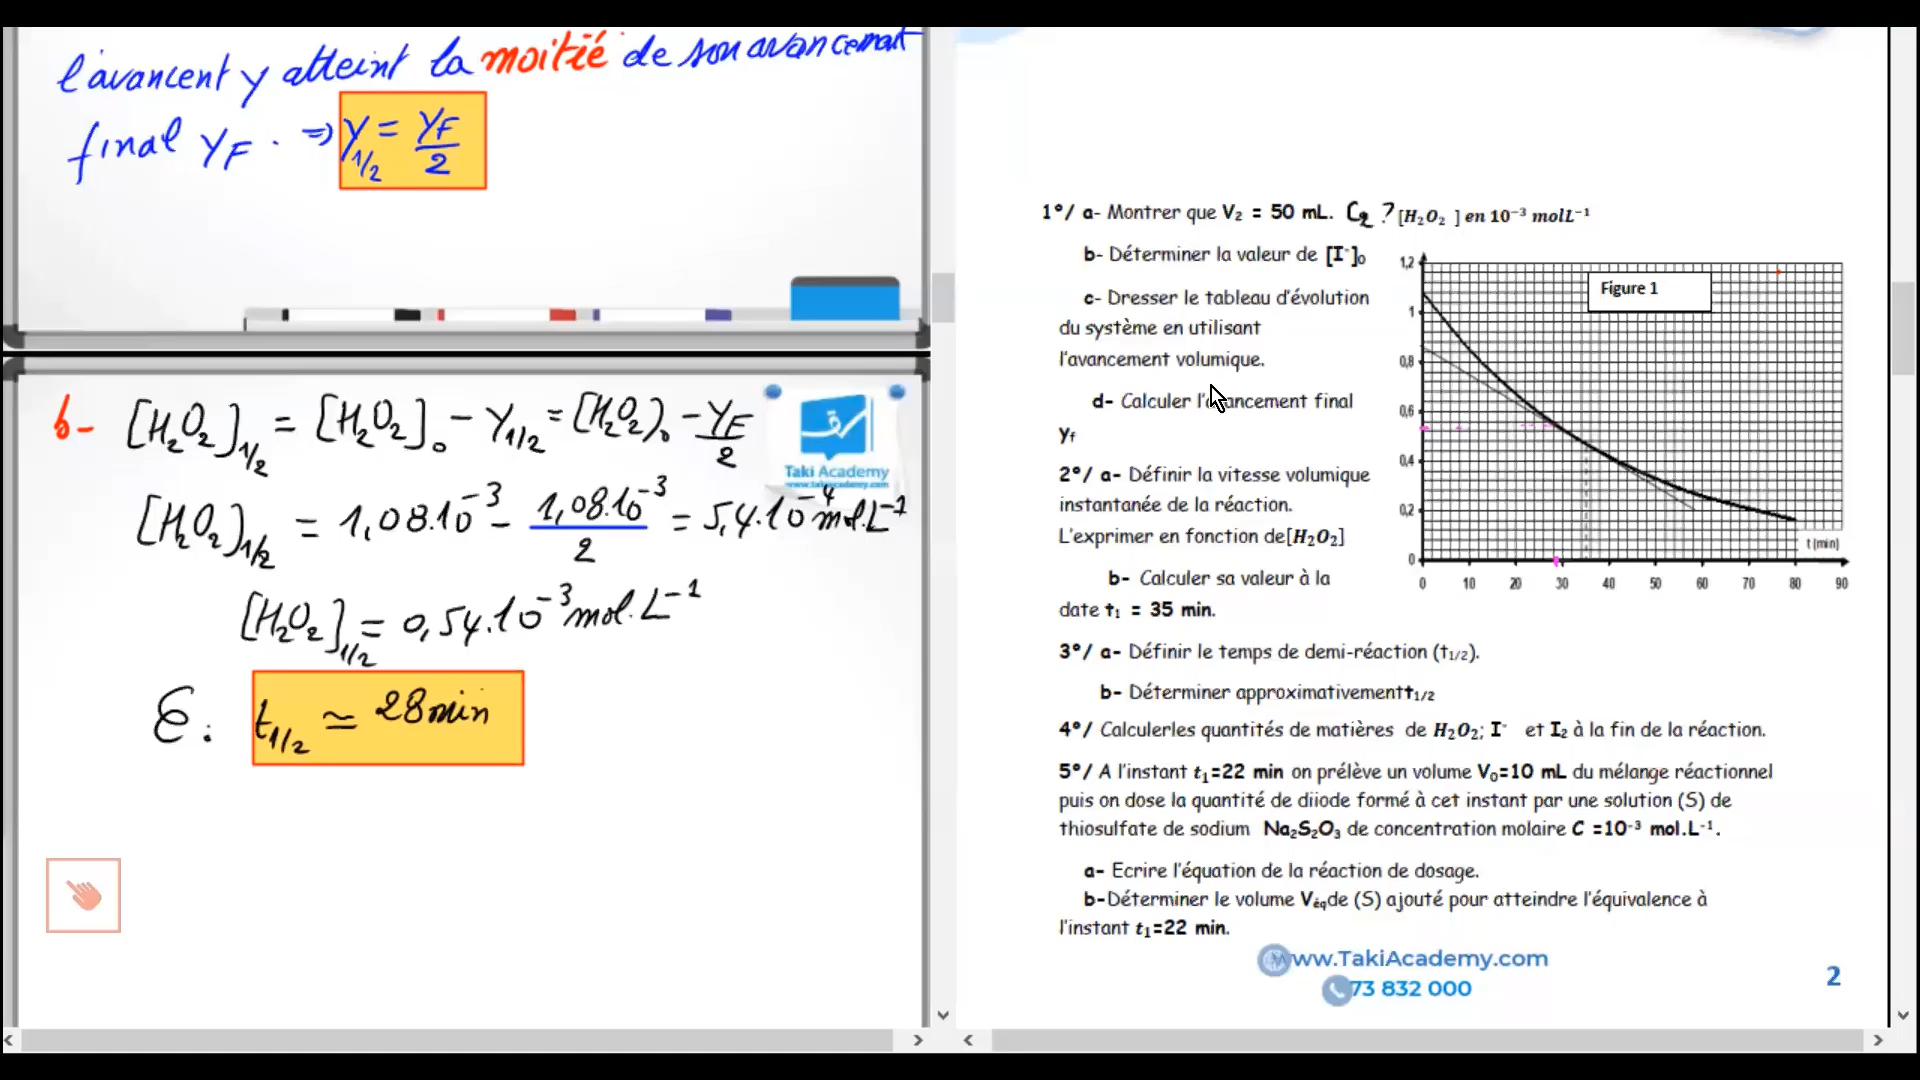 l'avancent y atteint la moitié de son avancement
final yF . ⇒ y1/2 = yF/2
b- [H2O2]1/2 = [H2O2]0 - y1/2 = [H2O2]0 - yF/2
Taki Academy
www.takiacademy.com
[H2O2]1/2 = 1,08.10⁻³ - 1,08.10⁻³/2 = 5,4.10⁻⁴ mol.L⁻¹
[H2O2]1/2 = 0,54.10⁻³ mol.L⁻¹
t1/2 ≃ 28 min
1°/ a- Montrer que V₂ = 50 mL. C₂ ? [H₂O₂ ] en 10⁻³ molL⁻¹
b- Déterminer la valeur de [I⁻]₀
c- Dresser le tableau d'évolution
du système en utilisant
l'avancement volumique.
d- Calculer l'avancement final
yf
2°/ a- Définir la vitesse volumique
instantanée de la réaction.
L'exprimer en fonction de[H₂O₂]
b- Calculer sa valeur à la
date t₁ = 35 min.
Figure 1
1,2
1
0,8
0,6
0,4
0,2
0
t (min)
0 10 20 30 40 50 60 70 80 90
3°/ a- Définir le temps de demi-réaction (t1/2).
b- Déterminer approximativementt1/2
4°/ Calculerles quantités de matières de H₂O₂; I⁻ et I₂ à la fin de la réaction.
5°/ A l'instant t₁=22 min on prélève un volume V₀=10 mL du mélange réactionnel
puis on dose la quantité de diiode formé à cet instant par une solution (S) de
thiosulfate de sodium Na₂S₂O₃ de concentration molaire C =10⁻³ mol.L⁻¹.
a- Ecrire l'équation de la réaction de dosage.
b-Déterminer le volume Véqde (S) ajouté pour atteindre l'équivalence à
l'instant t₁=22 min.
www.TakiAcademy.com
73 832 000
2